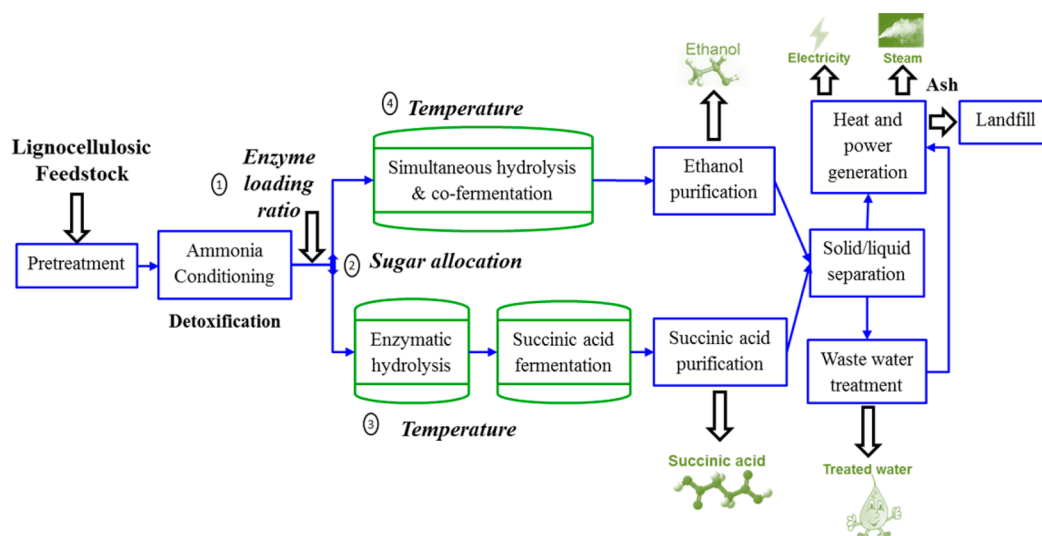 Lignocellulosic
Feedstock
Pretreatment
Ammonia
Conditioning
Detoxification
① Enzyme
loading
ratio
② Sugar allocation
④ Temperature
Simultaneous hydrolysis
& co-fermentation
Enzymatic
hydrolysis
Succinic acid
fermentation
③ Temperature
Ethanol
Ethanol
purification
Succinic acid
purification
Succinic acid
Electricity
Steam
Ash
Heat and
power
generation
Landfill
Solid/liquid
separation
Waste water
treatment
Treated water